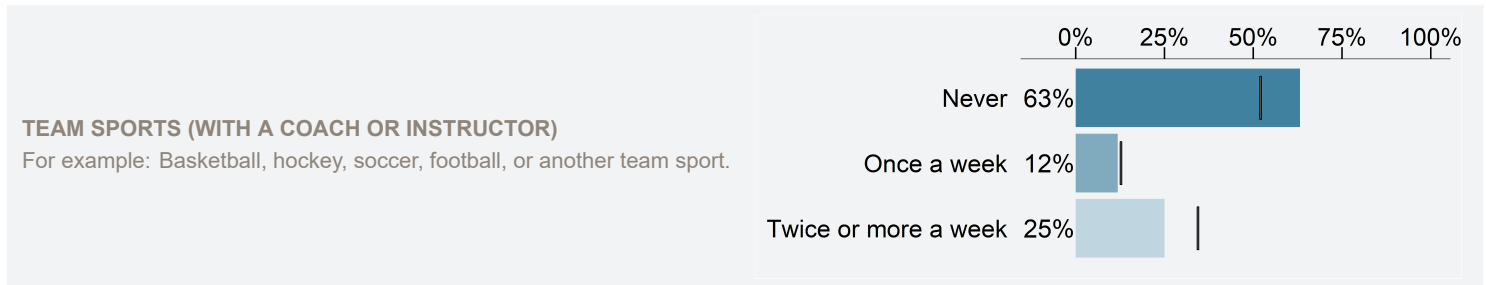 TEAM SPORTS (WITH A COACH OR INSTRUCTOR)
For example: Basketball, hockey, soccer, football, or another team sport.
0% 25% 50% 75% 100%
Never 63%
Once a week 12%
Twice or more a week 25%